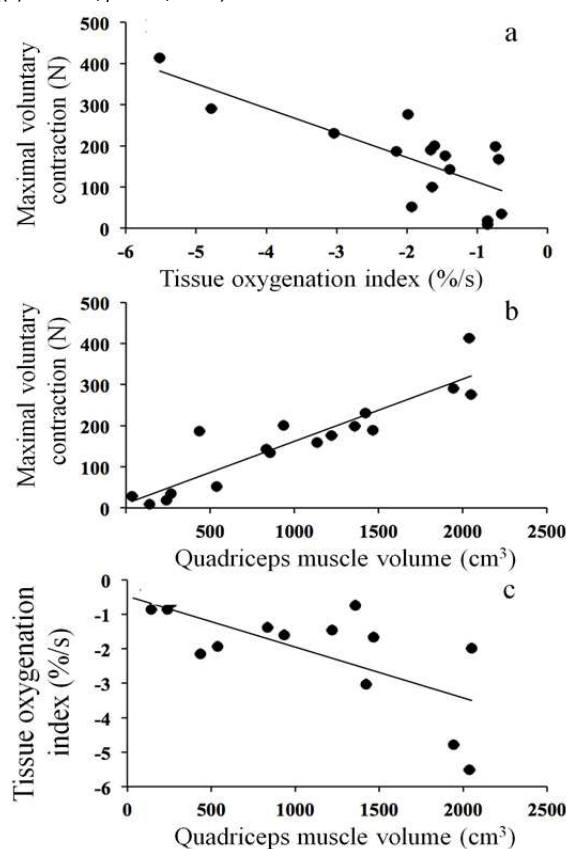 a
Maximal voluntary
contraction (N)
500
400
300
200
100
0
-6 -5 -4 -3 -2 -1 0
Tissue oxygenation index (%/s)
b
Maximal voluntary
contraction (N)
500
400
300
200
100
0
500 1000 1500 2000 2500
Quadriceps muscle volume (cm³)
c
Tissue oxygenation
index (%/s)
0
-1
-2
-3
-4
-5
-6
0 500 1000 1500 2000 2500
Quadriceps muscle volume (cm³)